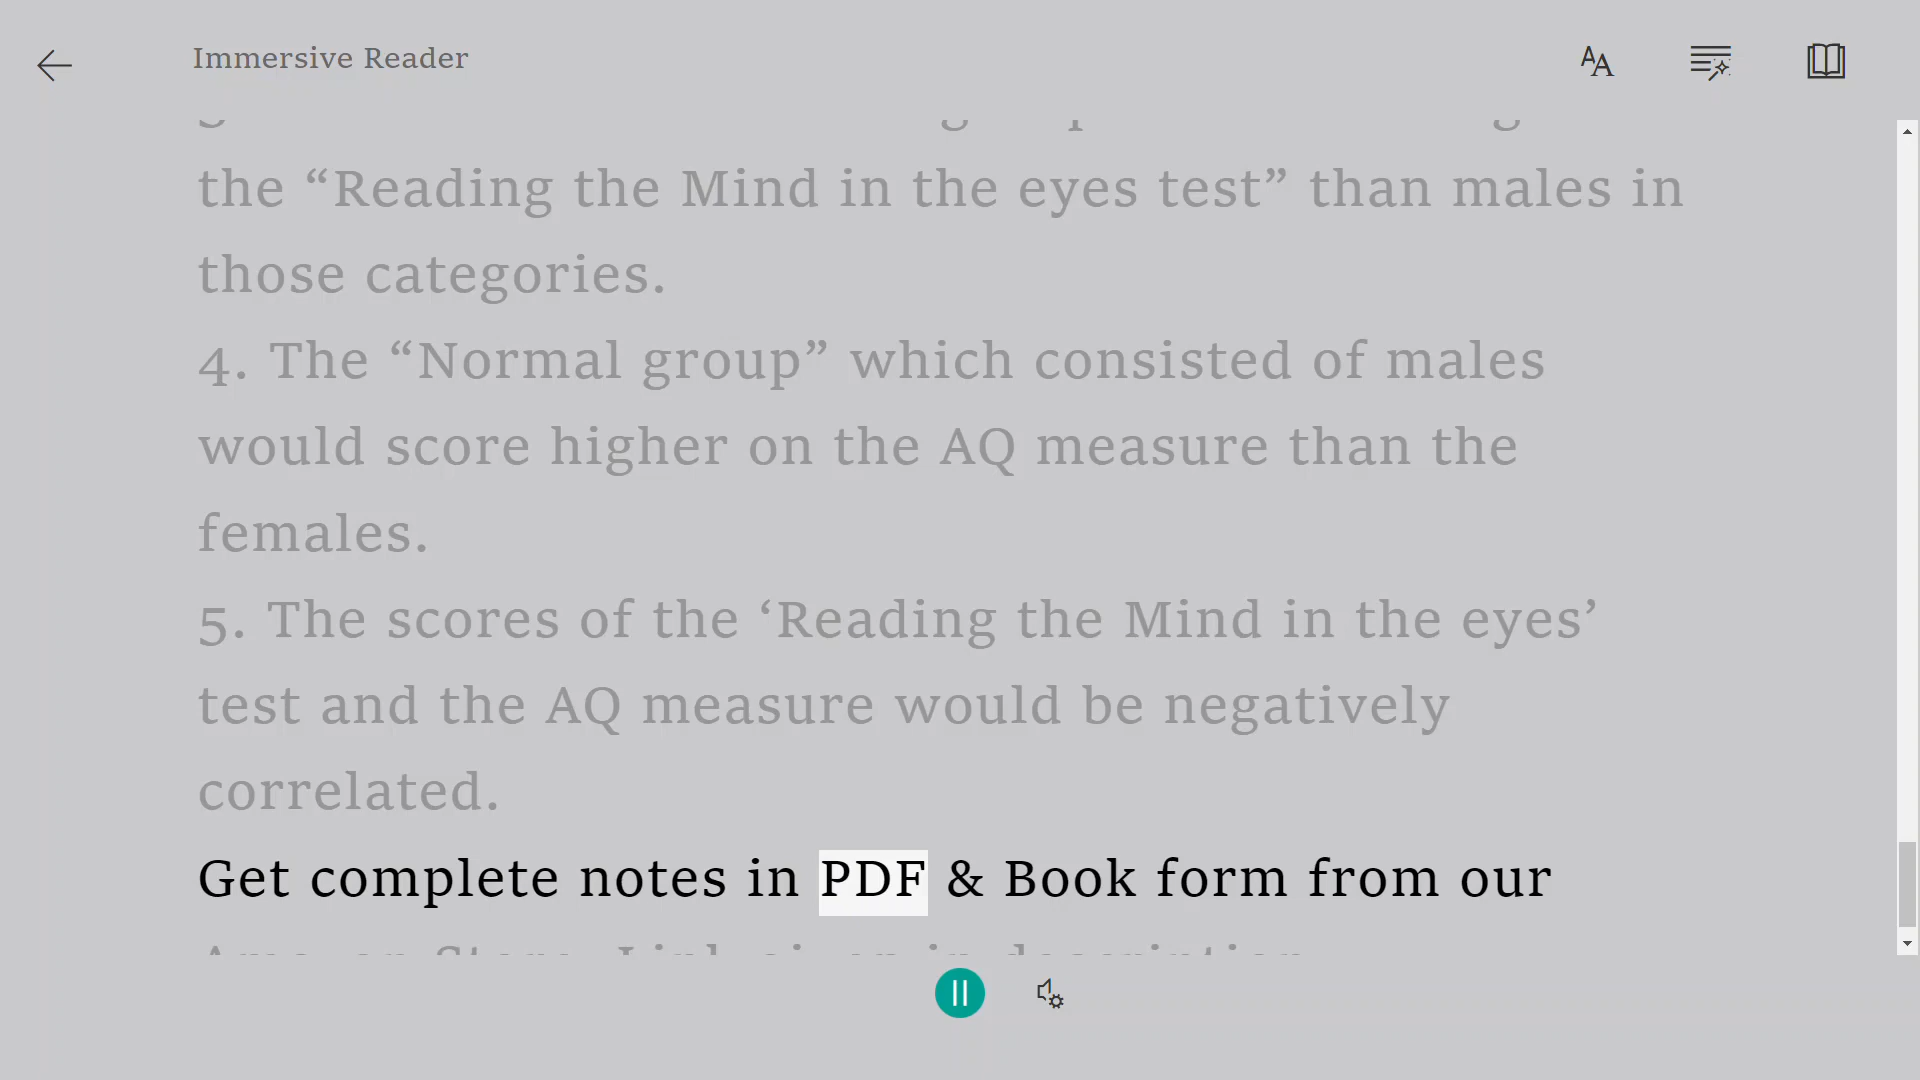 Immersive Reader
the “Reading the Mind in the eyes test” than males in
those categories.
4. The “Normal group” which consisted of males
would score higher on the AQ measure than the
females.
5. The scores of the ‘Reading the Mind in the eyes’
test and the AQ measure would be negatively
correlated.
Get complete notes in PDF & Book form from our